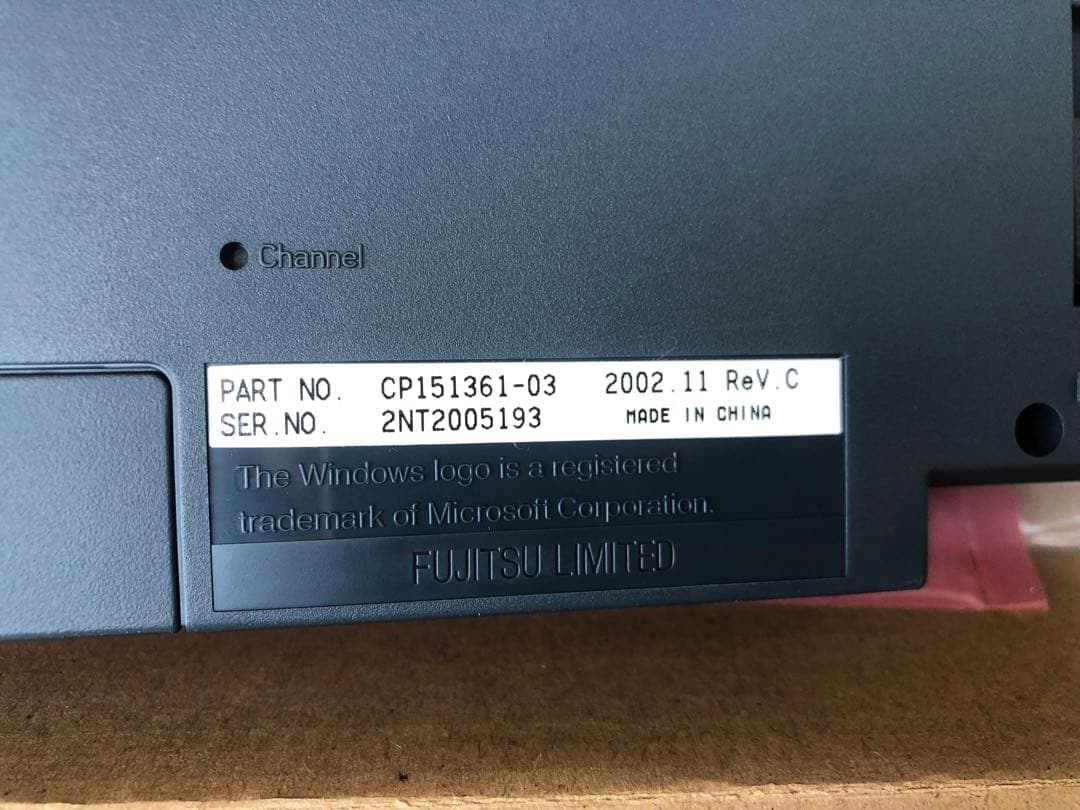 Channel
PART NO. CP151361-03 2002.11 ReV.C
SER.NO. 2NT2005193 MADE IN CHINA
The Windows logo is a registered
trademark of Microsoft Corporation.
FUJITSU LIMITED